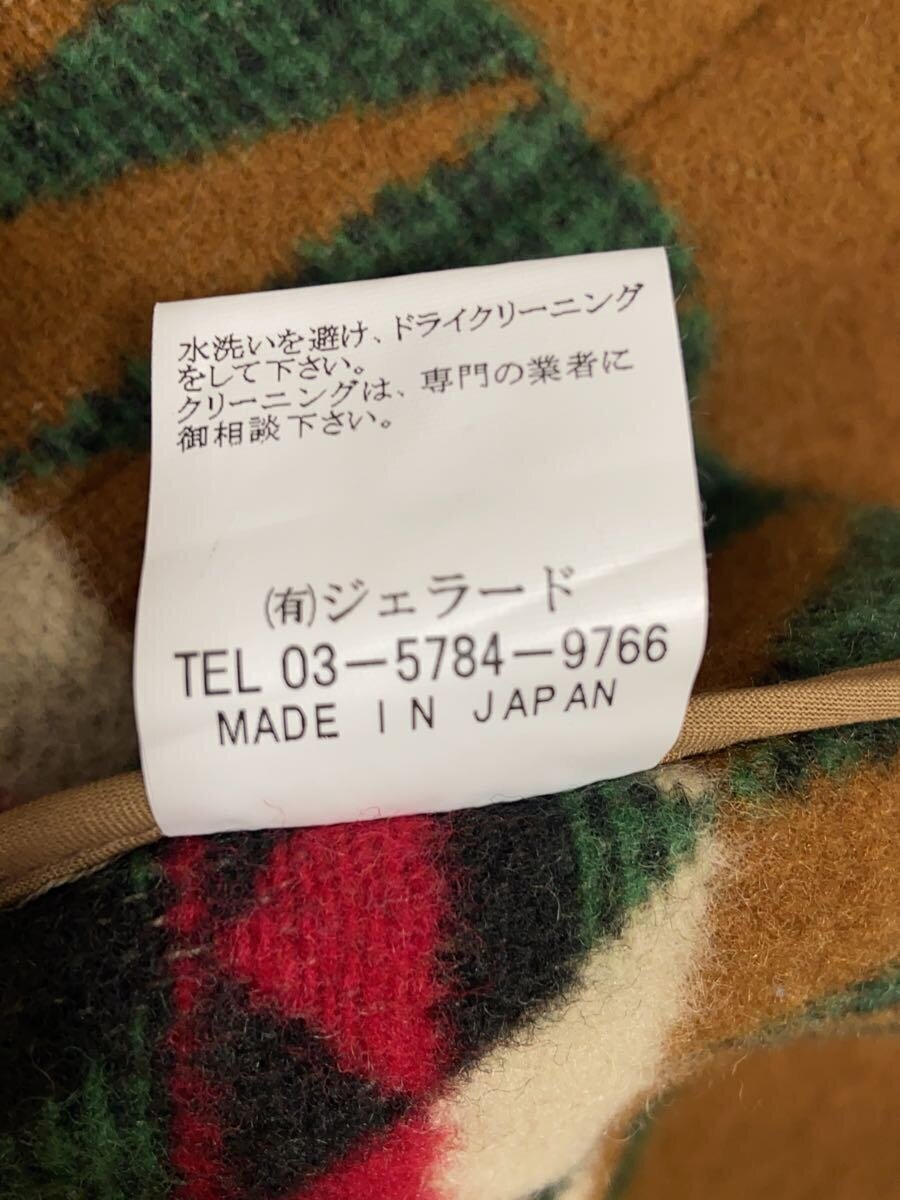 水洗いを避け、ドライクリーニング
をして下さい。
クリーニングは、専門の業者に
御相談下さい。
(有)ジェラード
TEL 03-5784-9766
MADE IN JAPAN